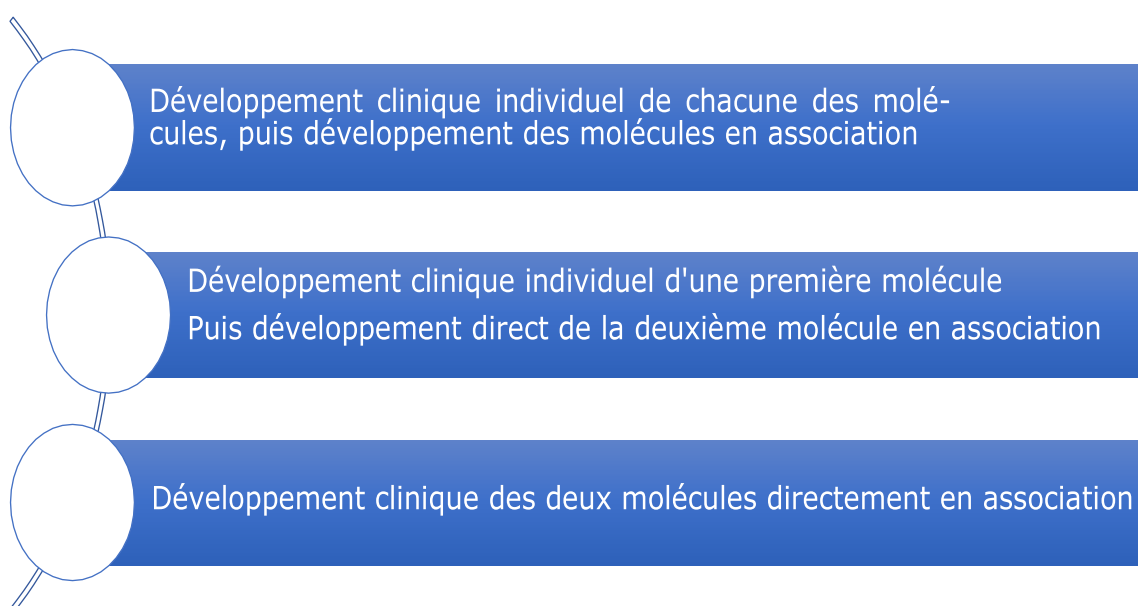 Développement clinique individuel de chacune des molé-
cules, puis développement des molécules en association
Développement clinique individuel d'une première molécule
Puis développement direct de la deuxième molécule en association
Développement clinique des deux molécules directement en association